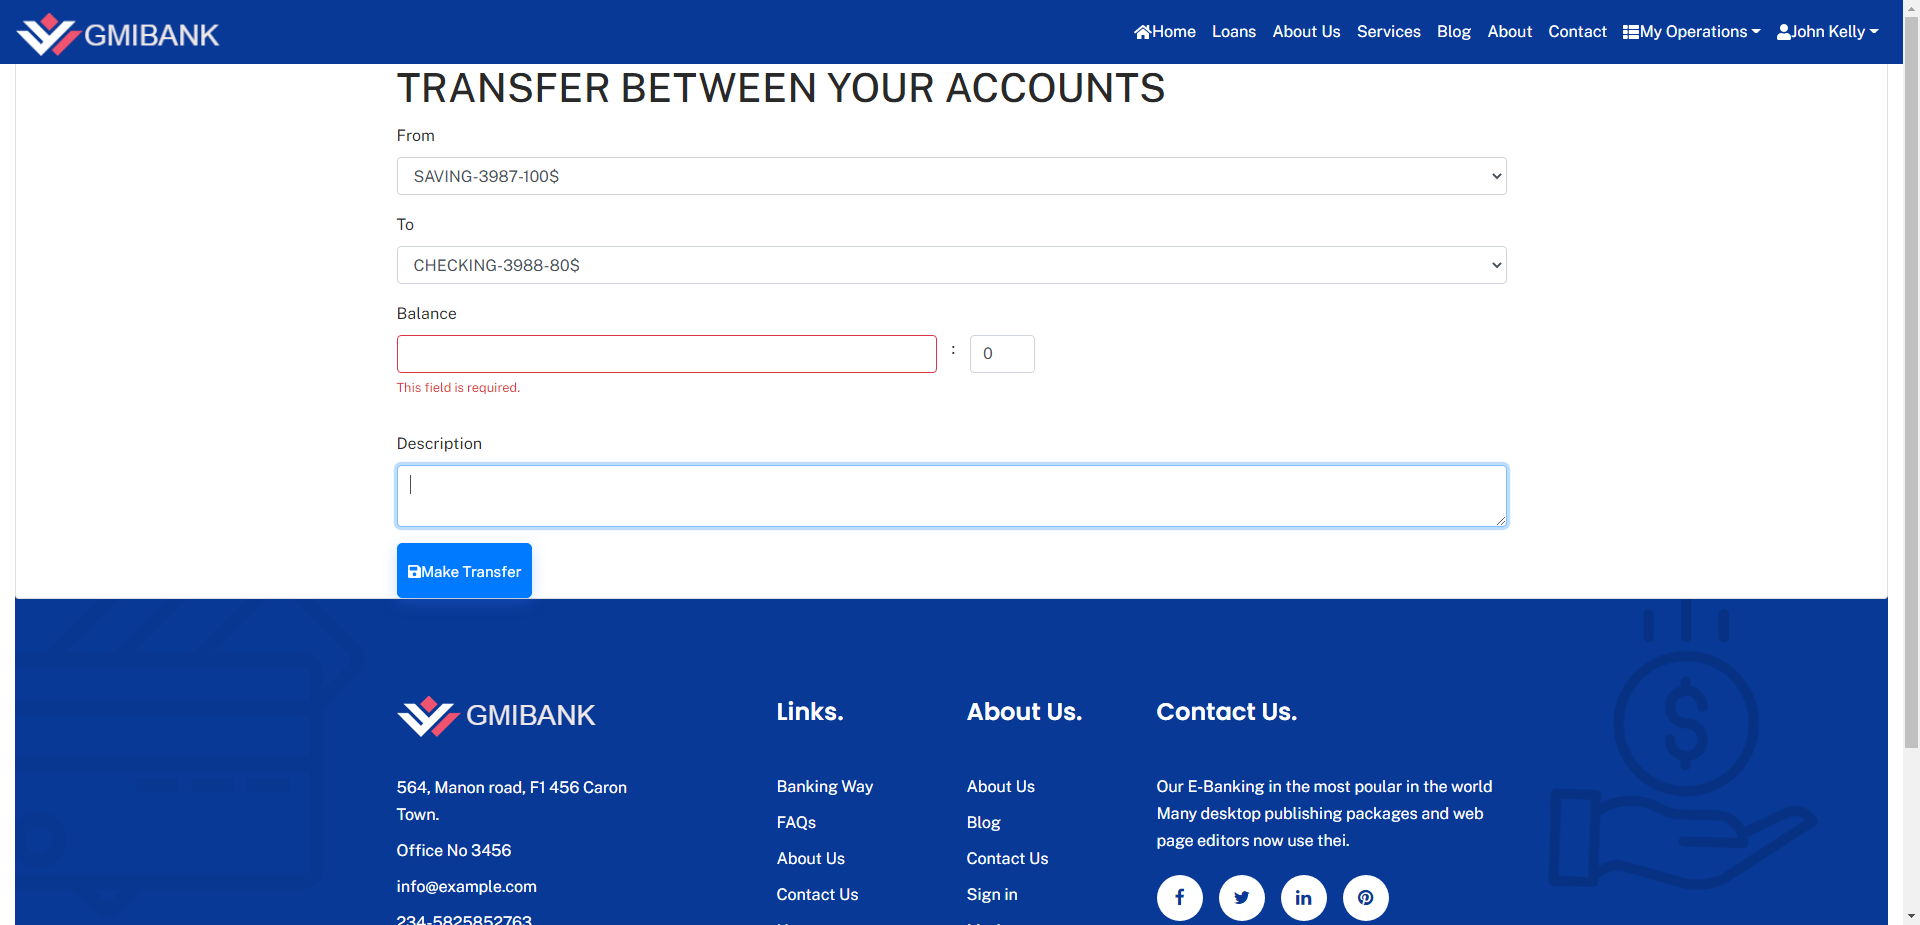 GMIBANK
Home Loans About Us Services Blog About Contact My Operations John Kelly
TRANSFER BETWEEN YOUR ACCOUNTS
From
SAVING-3987-100$
To
CHECKING-3988-80$
Balance
: 0
This field is required.
Description
Make Transfer
GMIBANK
564, Manon road, F1 456 Caron
Town.
Office No 3456
info@example.com
234-5825852763
Links.
Banking Way
FAQs
About Us
Contact Us
About Us.
About Us
Blog
Contact Us
Sign in
Contact Us.
Our E-Banking in the most poular in the world
Many desktop publishing packages and web
page editors now use thei.